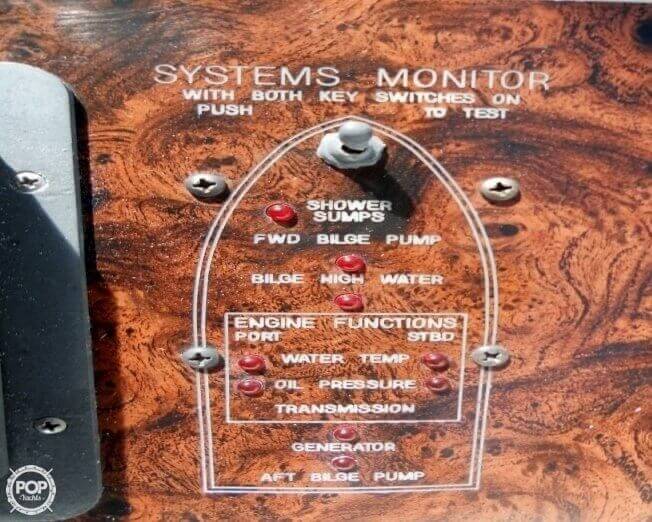 SYSTEMS MONITOR
WITH BOTH KEY SWITCHES ON
PUSH TO TEST
SHOWER
SUMPS
FWD BILGE PUMP
BILGE HIGH WATER
ENGINE FUNCTIONS
PORT STBD
WATER TEMP
OIL PRESSURE
TRANSMISSION
GENERATOR
AFT BILGE PUMP
POP
Yachts